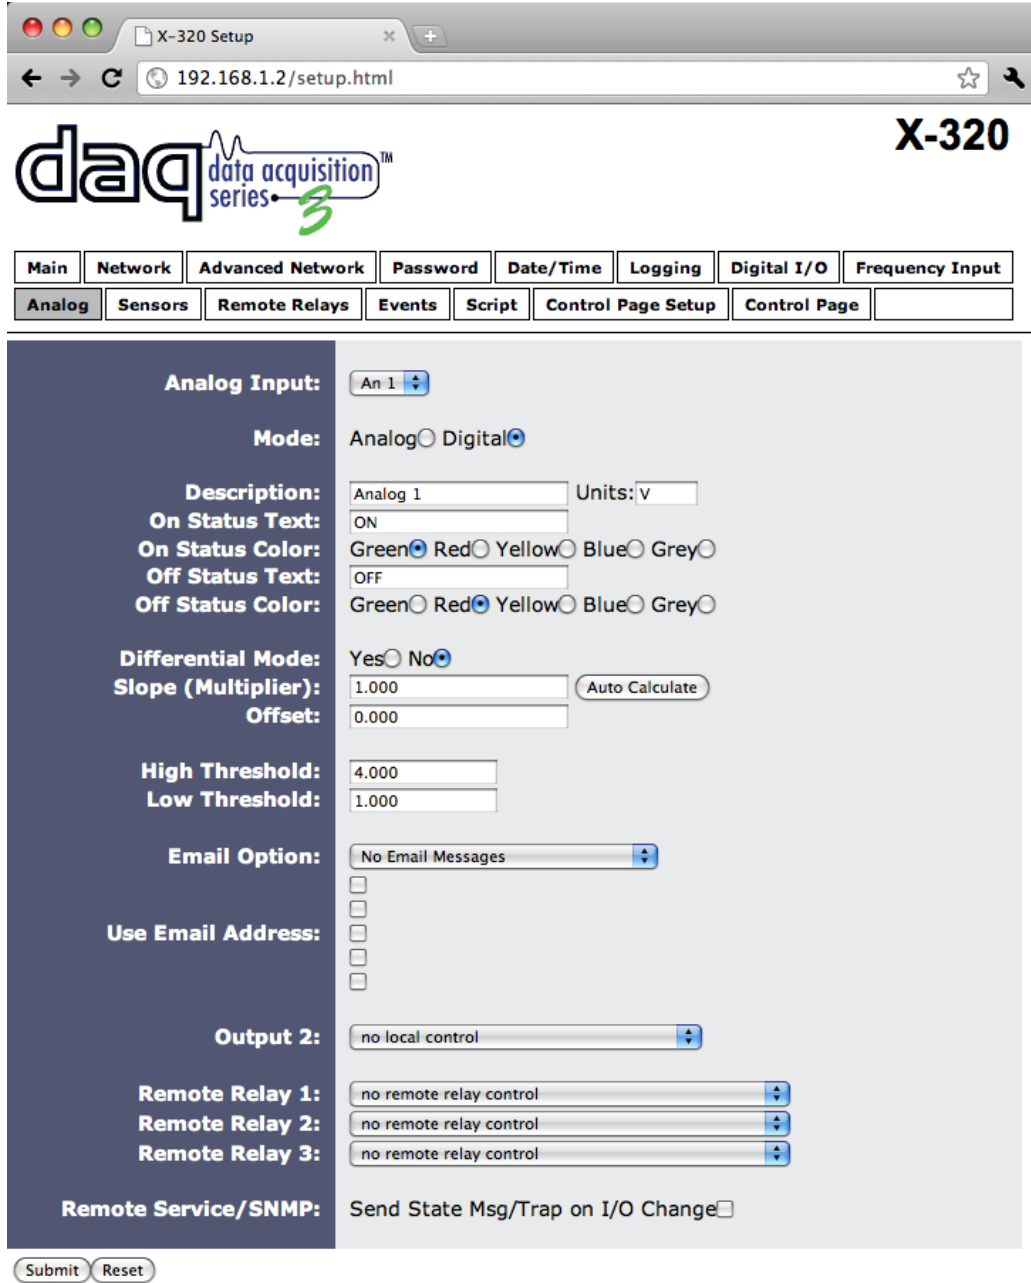 X-320 Setup
192.168.1.2/setup.html
daq data acquisition series 3 TM
X-320
Main Network Advanced Network Password Date/Time Logging Digital I/O Frequency Input
Analog Sensors Remote Relays Events Script Control Page Setup Control Page
Analog Input: An 1
Mode: Analog Digital
Description: Analog 1 Units: V
On Status Text: ON
On Status Color: Green Red Yellow Blue Grey
Off Status Text: OFF
Off Status Color: Green Red Yellow Blue Grey
Differential Mode: Yes No
Slope (Multiplier): 1.000 Auto Calculate
Offset: 0.000
High Threshold: 4.000
Low Threshold: 1.000
Email Option: No Email Messages
Use Email Address:
Output 2: no local control
Remote Relay 1: no remote relay control
Remote Relay 2: no remote relay control
Remote Relay 3: no remote relay control
Remote Service/SNMP: Send State Msg/Trap on I/O Change
Submit Reset